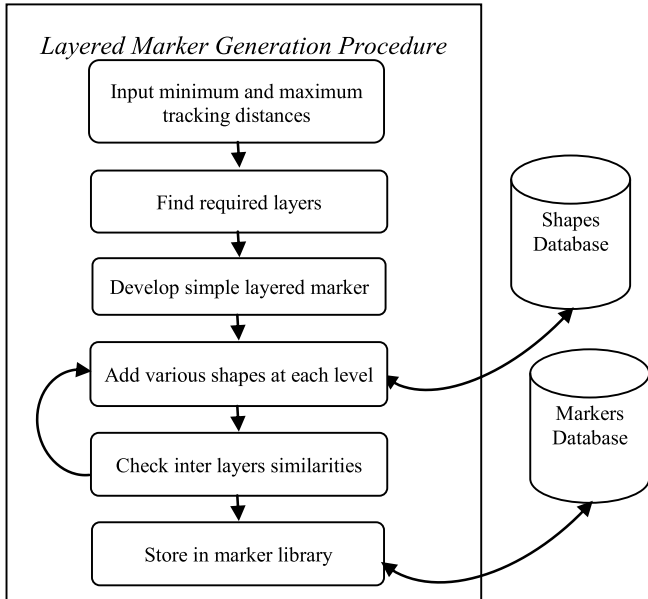 Layered Marker Generation Procedure
Input minimum and maximum
tracking distances
Find required layers
Develop simple layered marker
Add various shapes at each level
Check inter layers similarities
Store in marker library
Shapes
Database
Markers
Database